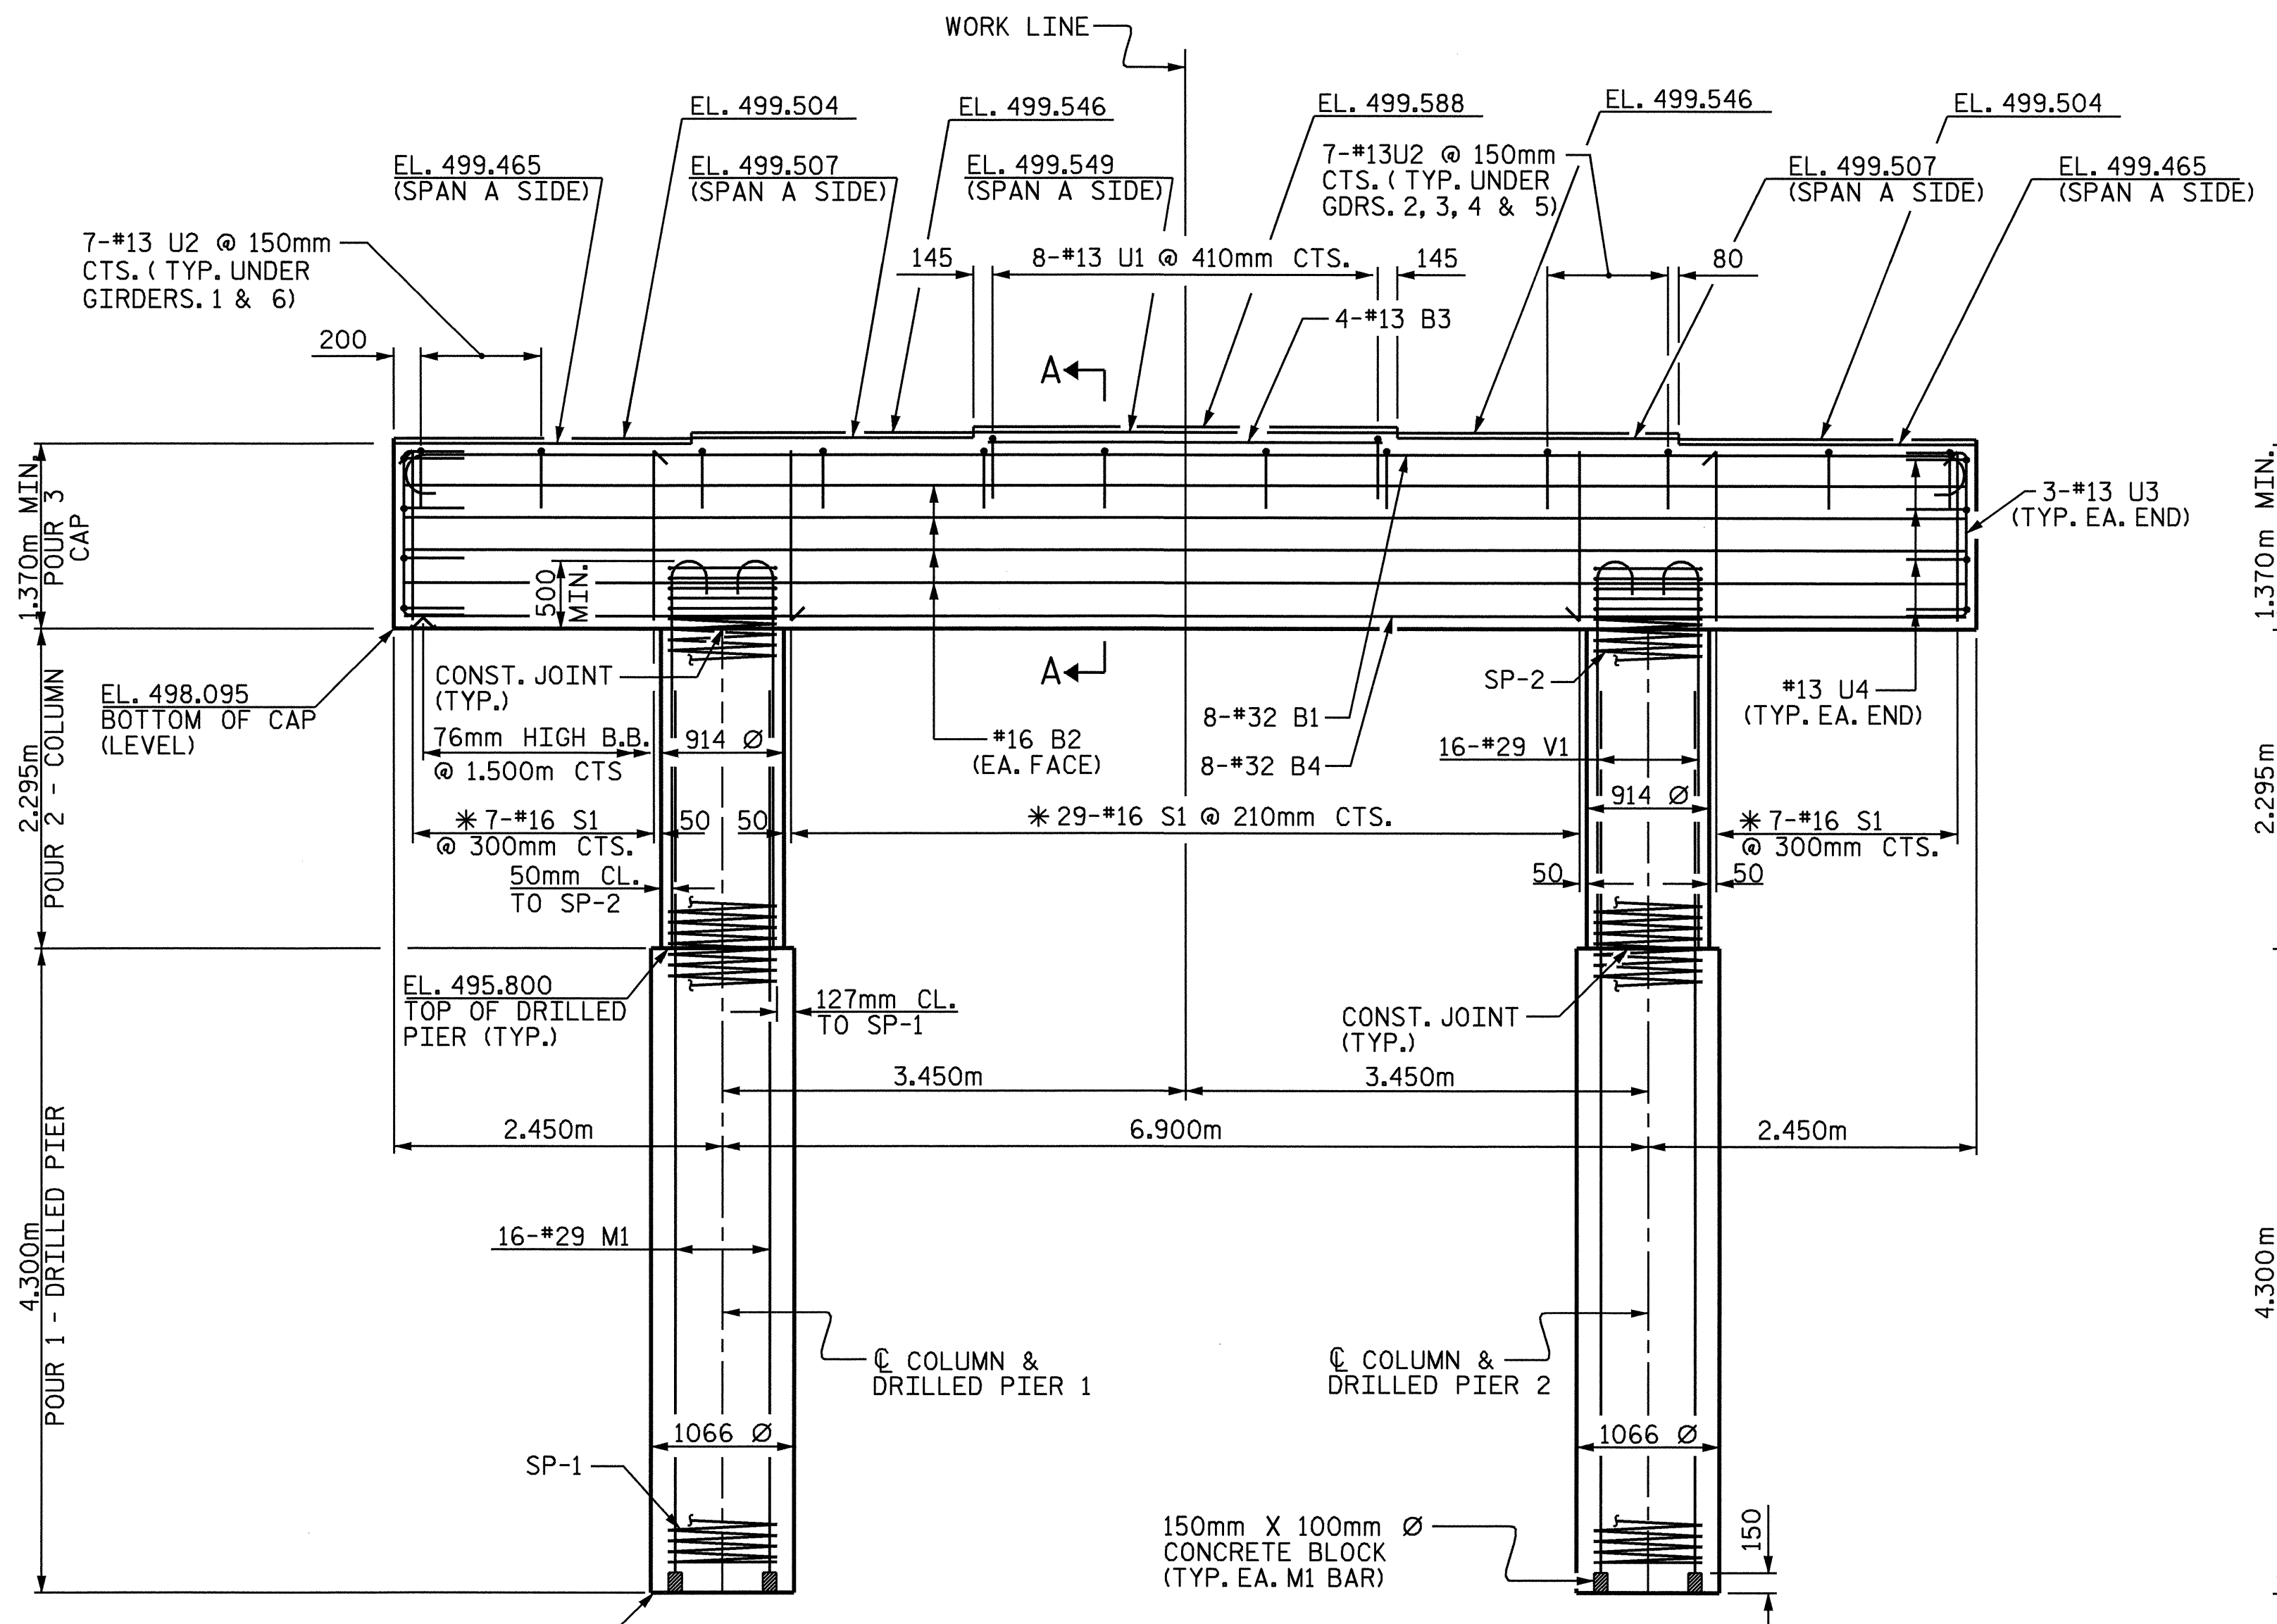 WORK LINE
EL. 499.504
EL. 499.546
EL. 499.588
EL. 499.546
EL. 499.504
EL. 499.465
(SPAN A SIDE)
EL. 499.507
(SPAN A SIDE)
EL. 499.549
(SPAN A SIDE)
7-#13U2 @ 150mm
CTS. (TYP. UNDER
GDRS. 2, 3, 4 & 5)
EL. 499.507
(SPAN A SIDE)
EL. 499.465
(SPAN A SIDE)
7-#13 U2 @ 150mm
CTS. (TYP. UNDER
GIRDERS. 1 & 6)
145
8-#13 U1 @ 410mm CTS.
145
80
200
4-#13 B3
A
1.370m MIN.
POUR 3
CAP
500
MIN.
3-#13 U3
(TYP. EA. END)
1.370m MIN.
A
CONST. JOINT
(TYP.)
SP-2
#13 U4
(TYP. EA. END)
EL. 498.095
BOTTOM OF CAP
(LEVEL)
8-#32 B1
76mm HIGH B.B.
@ 1.500m CTS
914 Ø
#16 B2
(EA. FACE)
8-#32 B4
16-#29 V1
914 Ø
2.295m
POUR 2 - COLUMN
2.295m
* 7-#16 S1
@ 300mm CTS.
50
50
* 29-#16 S1 @ 210mm CTS.
* 7-#16 S1
@ 300mm CTS.
50mm CL.
TO SP-2
50
50
EL. 495.800
TOP OF DRILLED
PIER (TYP.)
127mm CL.
TO SP-1
CONST. JOINT
(TYP.)
3.450m
3.450m
2.450m
6.900m
2.450m
4.300m
POUR 1 - DRILLED PIER
4.300m
16-#29 M1
℄ COLUMN &
DRILLED PIER 1
℄ COLUMN &
DRILLED PIER 2
1066 Ø
1066 Ø
SP-1
150mm X 100mm Ø
CONCRETE BLOCK
(TYP. EA. M1 BAR)
150